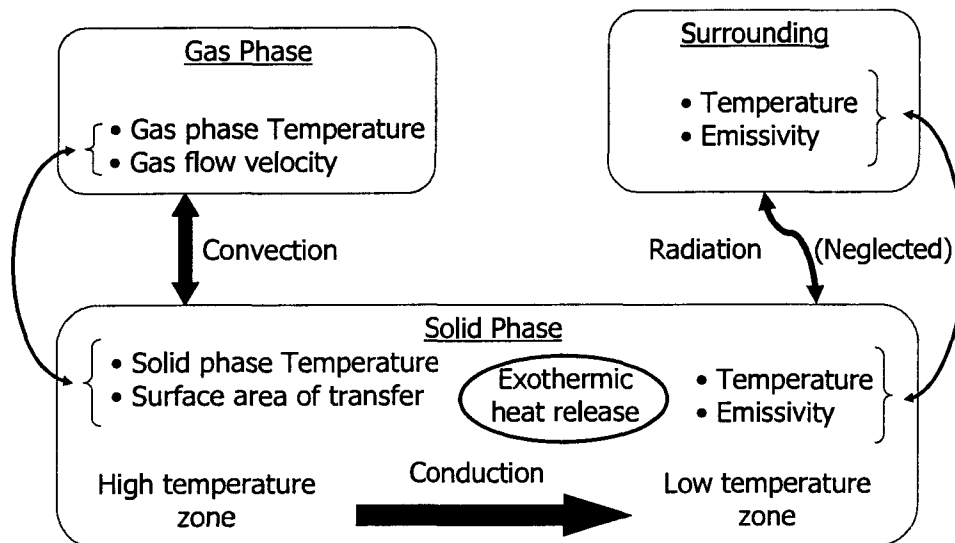 Gas Phase
• Gas phase Temperature
• Gas flow velocity
Surrounding
• Temperature
• Emissivity
Convection
Radiation
(Neglected)
Solid Phase
• Solid phase Temperature
• Surface area of transfer
Exothermic
heat release
• Temperature
• Emissivity
High temperature
zone
Conduction
Low temperature
zone